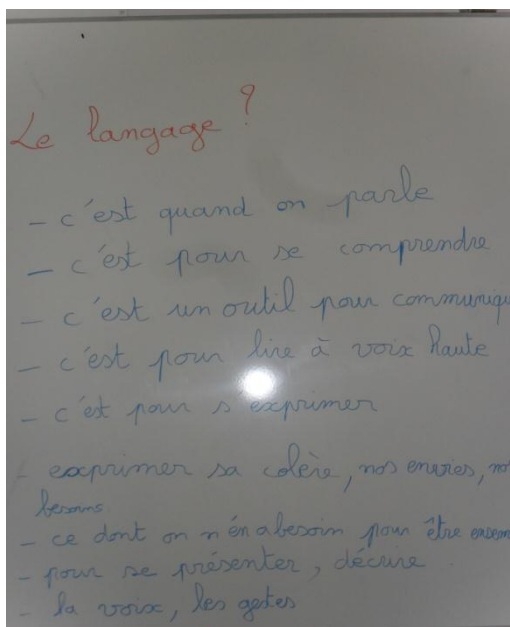 Le langage ?
- c'est quand on parle
- c'est pour se comprendre
- c'est un outil pour communiqu
- c'est pour lire à voix haute
- c'ét pour s'exprimer
- exprimer sa colère, nos envies, no
besoins
- ce dont on n'én a besoin pour être ensem
- pour se présenter, décrire
- la voix, les gestes